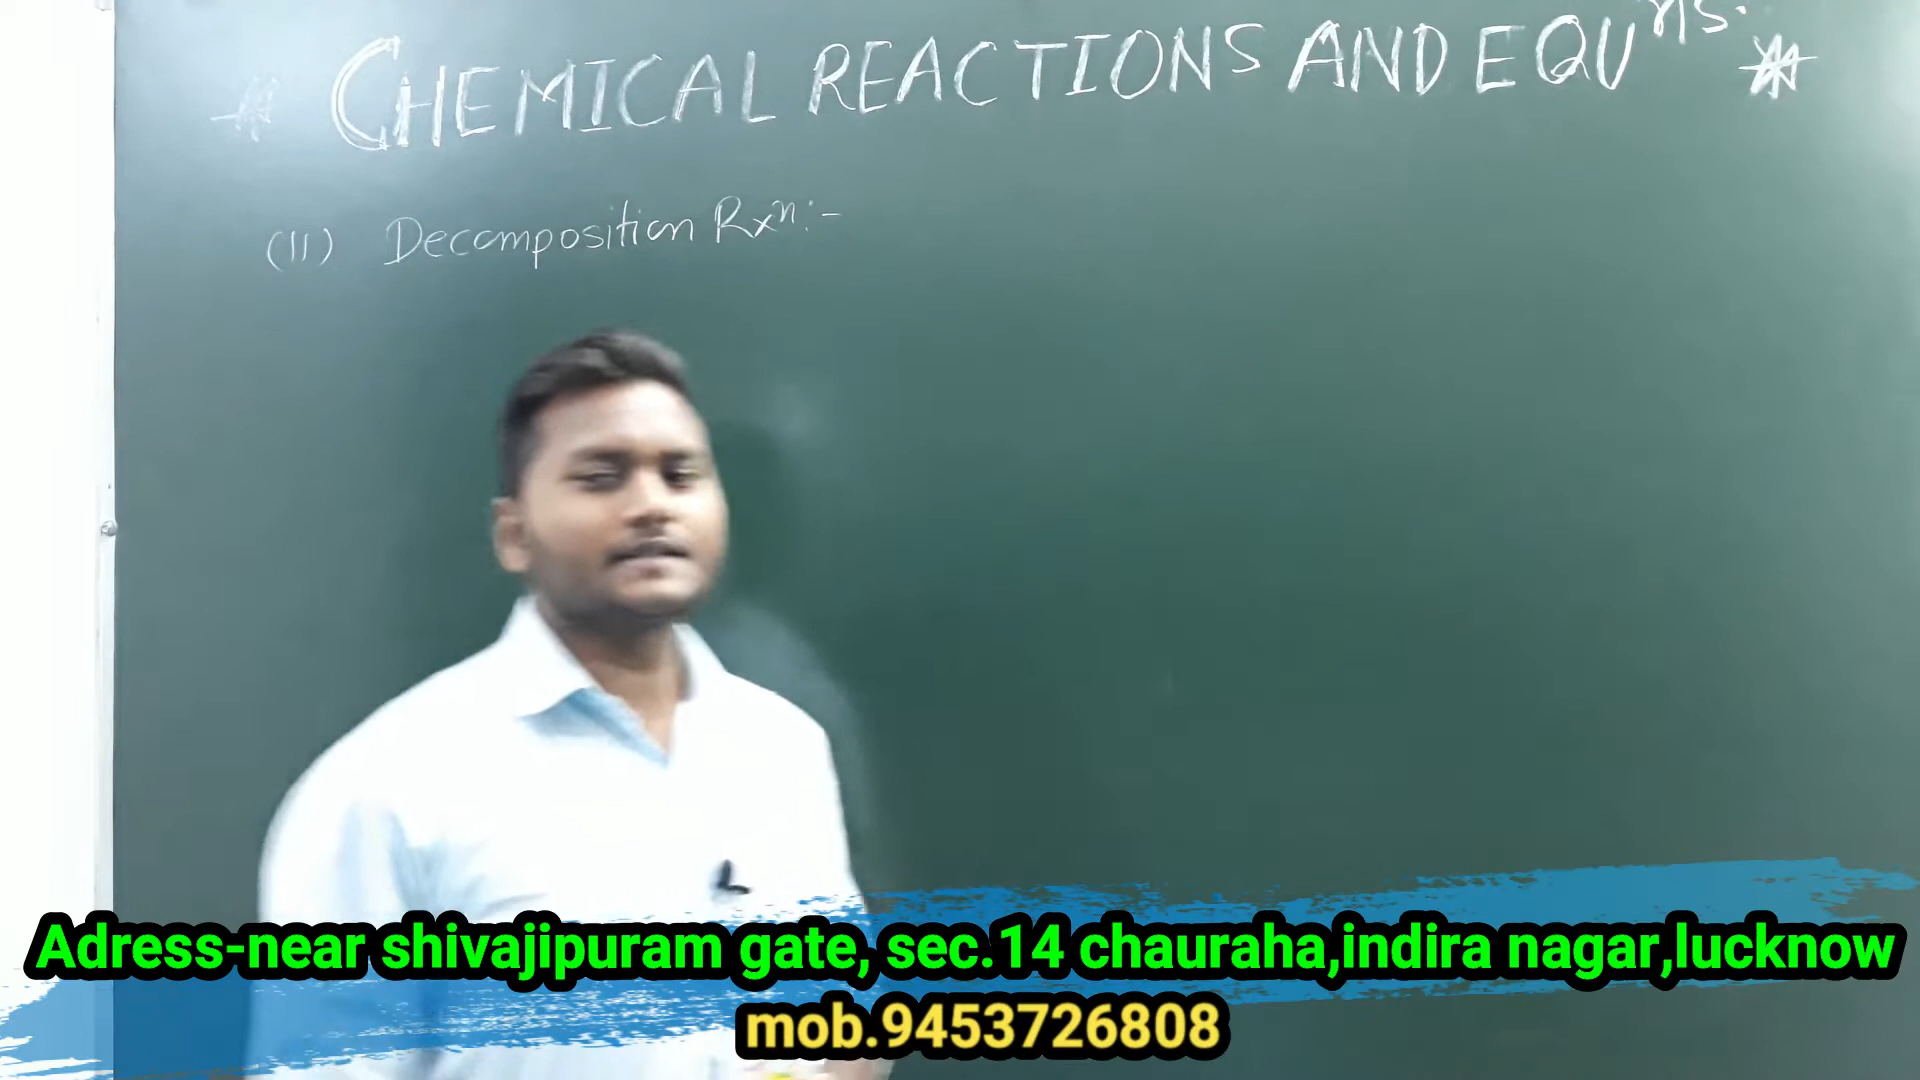 * CHEMICAL REACTIONS AND EQUⁿˢ. *
(II) Decomposition Rxⁿ:-
Adress-near shivajipuram gate, sec.14 chauraha,indira nagar,lucknow
mob.9453726808